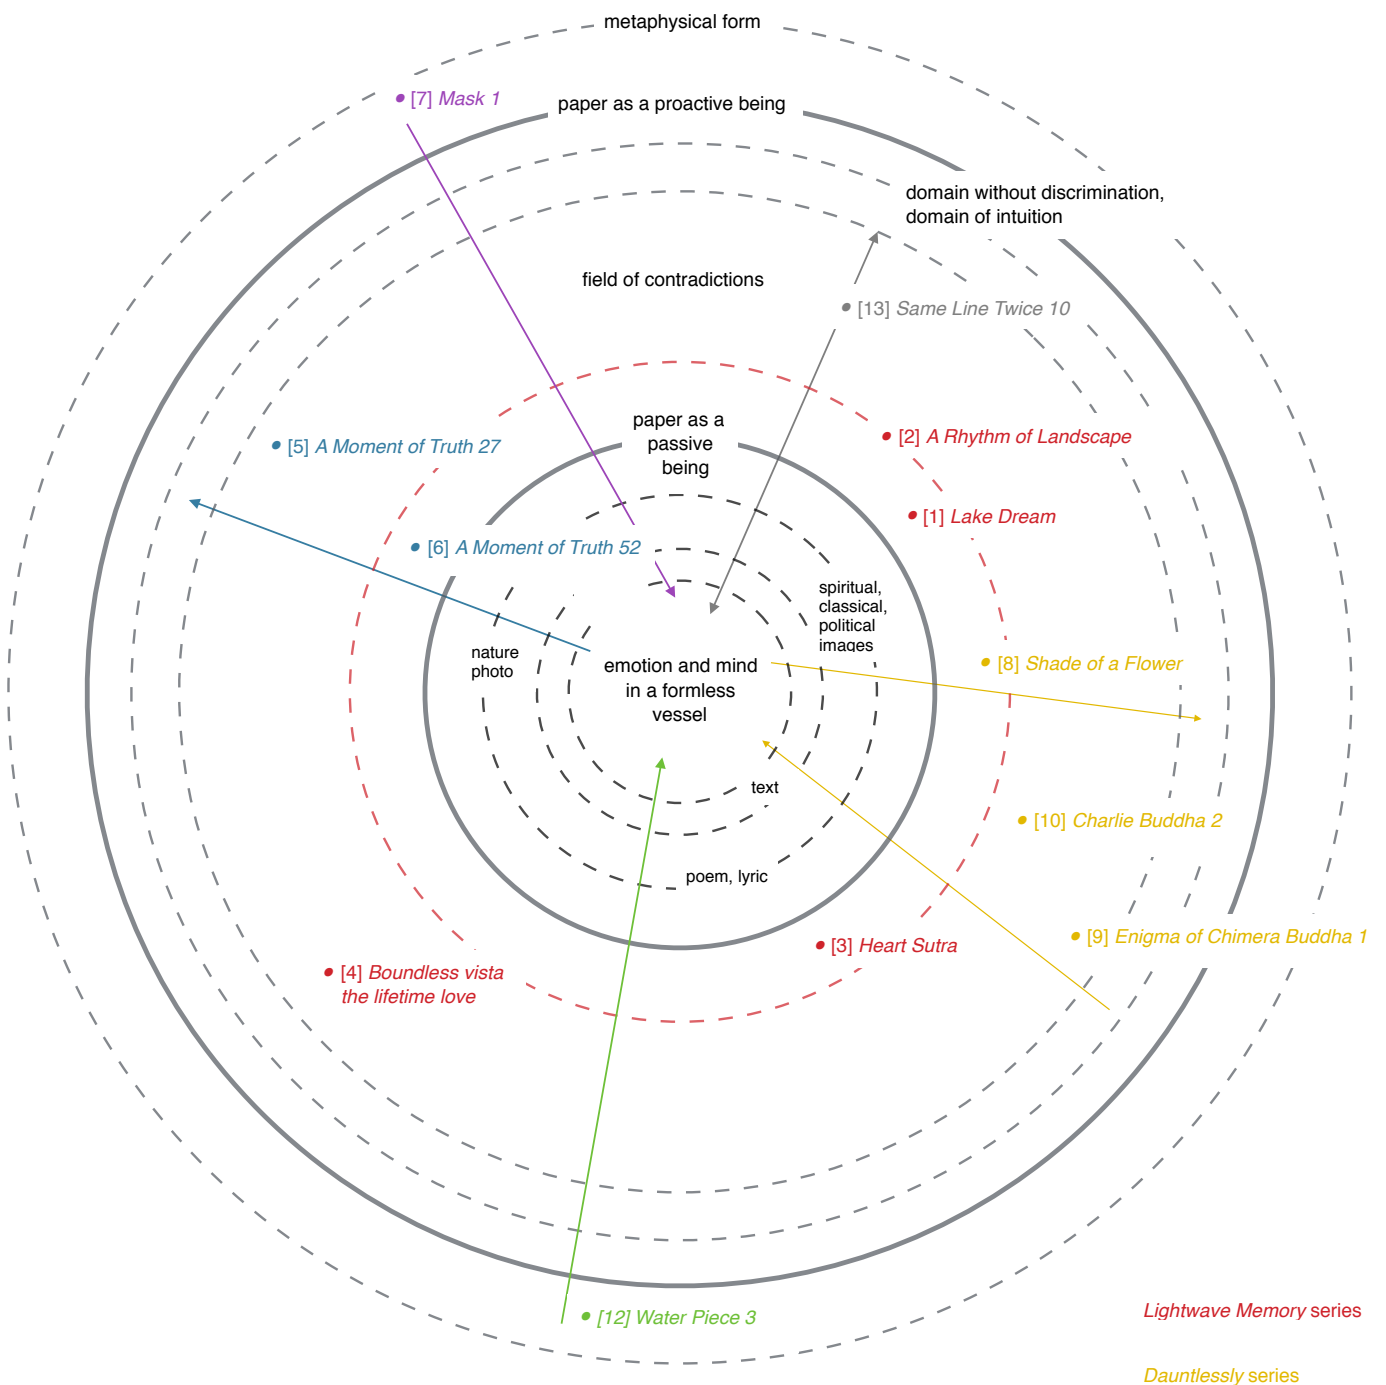 metaphysical form
• [7] Mask 1
paper as a proactive being
domain without discrimination,
domain of intuition
field of contradictions
• [13] Same Line Twice 10
paper as a
passive
being
• [2] A Rhythm of Landscape
• [5] A Moment of Truth 27
• [1] Lake Dream
• [6] A Moment of Truth 52
spiritual,
classical,
political
images
nature
photo
emotion and mind
in a formless
vessel
• [8] Shade of a Flower
text
• [10] Charlie Buddha 2
poem, lyric
• [9] Enigma of Chimera Buddha 1
• [3] Heart Sutra
• [4] Boundless vista
the lifetime love
• [12] Water Piece 3
Lightwave Memory series
Dauntlessly series